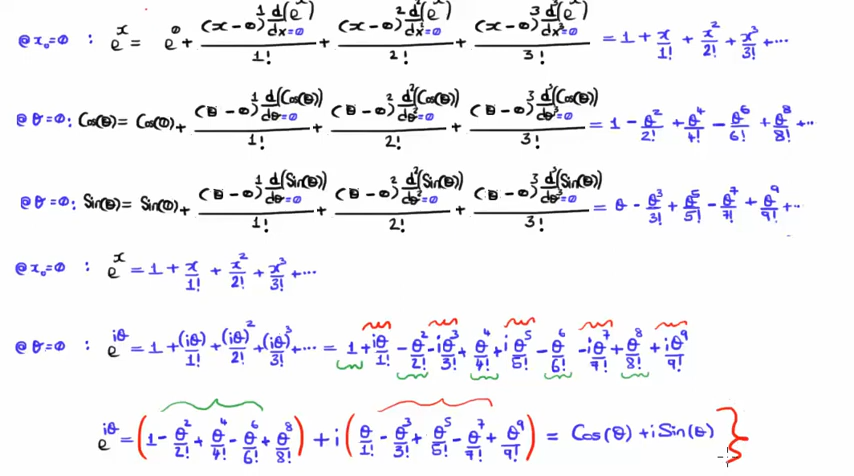 @ x₀=0 : e^x = e^0 + (x-0)^1 d(e^x)/dx=0 / 1! + (x-0)^2 d²(e^x)/dx²=0 / 2! + (x-0)^3 d³(e^x)/dx³=0 / 3! = 1 + x/1! + x²/2! + x³/3! + ...
@ θ=0 : Cos(θ) = Cos(0) + (θ-0)^1 d(Cos(θ))/dθ=0 / 1! + (θ-0)^2 d²(Cos(θ))/dθ²=0 / 2! + (θ-0)^3 d³(Cos(θ))/dθ³=0 / 3! = 1 - θ²/2! + θ⁴/4! - θ⁶/6! + θ⁸/8! + ...
@ θ=0 : Sin(θ) = Sin(0) + (θ-0)^1 d(Sin(θ))/dθ=0 / 1! + (θ-0)^2 d²(Sin(θ))/dθ²=0 / 2! + (θ-0)^3 d³(Sin(θ))/dθ³=0 / 3! = θ - θ³/3! + θ⁵/5! - θ⁷/7! + θ⁹/9! + ...
@ x₀=0 : e^x = 1 + x/1! + x²/2! + x³/3! + ...
@ θ=0 : e^iθ = 1 + (iθ)/1! + (iθ)²/2! + (iθ)³/3! + ... = 1 + iθ/1! - θ²/2! - iθ³/3! + θ⁴/4! + iθ⁵/5! - θ⁶/6! - iθ⁷/7! + θ⁸/8! + iθ⁹/9!
e^iθ = (1 - θ²/2! + θ⁴/4! - θ⁶/6! + θ⁸/8!) + i(θ/1! - θ³/3! + θ⁵/5! - θ⁷/7! + θ⁹/9!) = Cos(θ) + iSin(θ) }